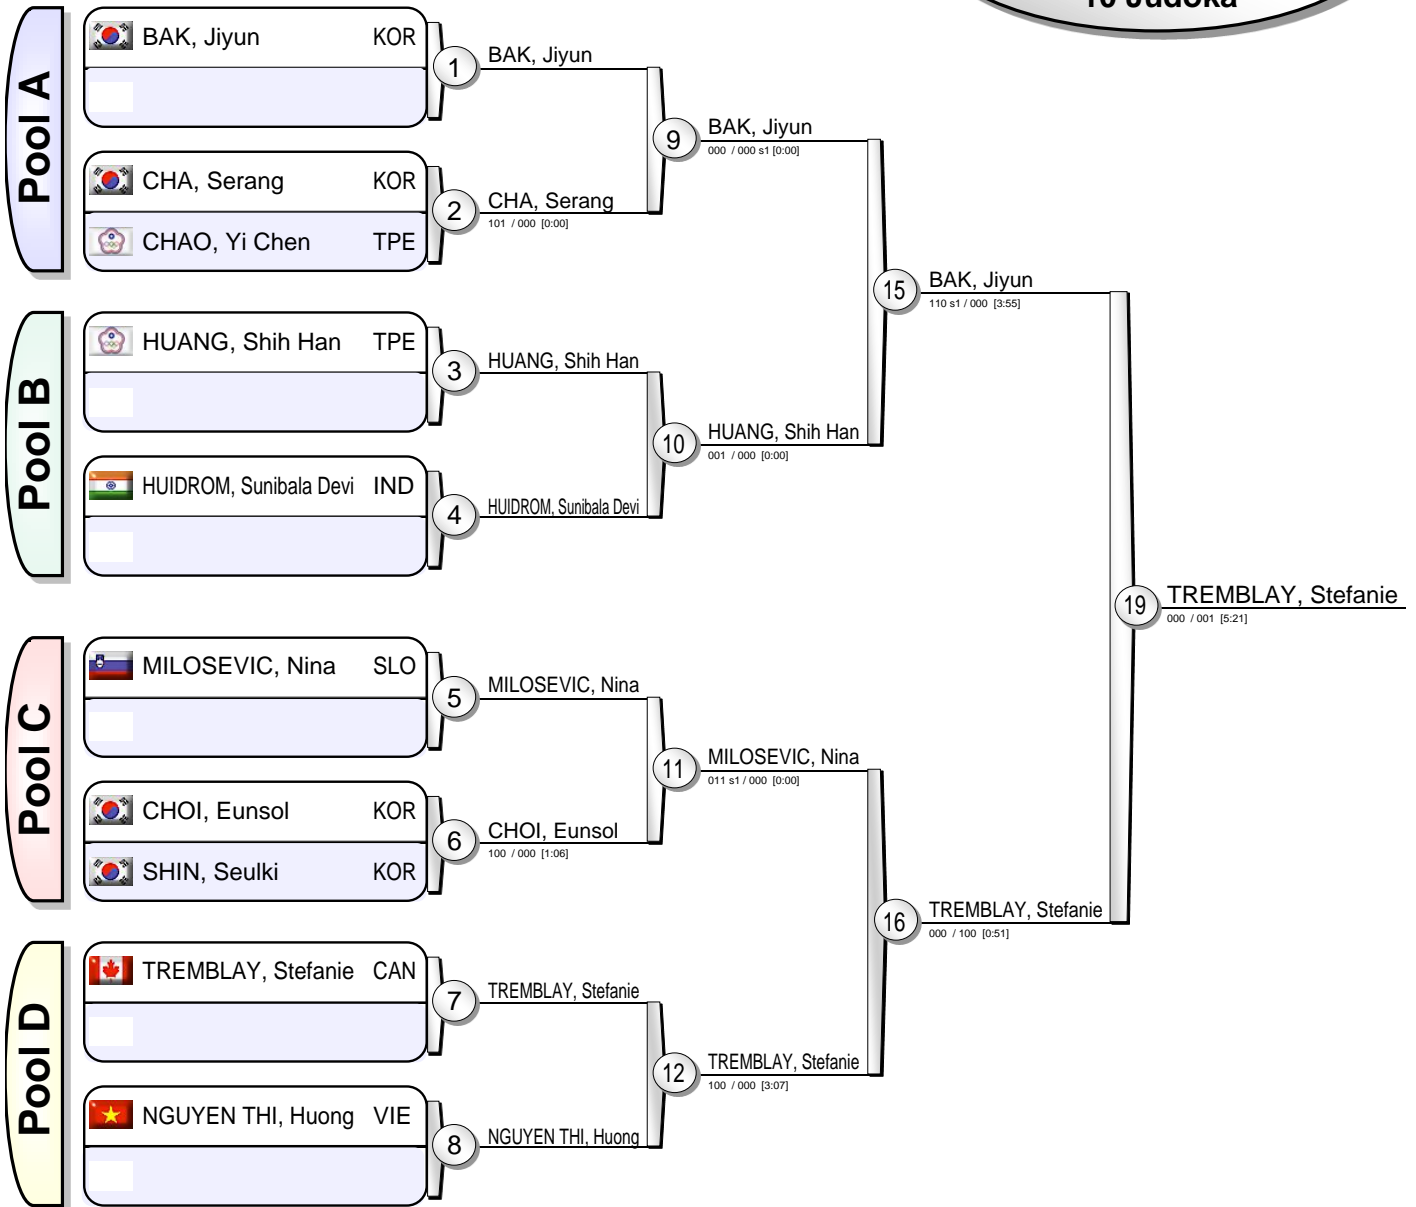 10 Judoka
Pool A
BAK, Jiyun KOR
1
BAK, Jiyun
CHA, Serang KOR
CHAO, Yi Chen TPE
2
CHA, Serang
101 / 000 [0:00]
9
BAK, Jiyun
000 / 000 s1 [0:00]
Pool B
HUANG, Shih Han TPE
3
HUANG, Shih Han
HUIDROM, Sunibala Devi IND
4
HUIDROM, Sunibala Devi
10
HUANG, Shih Han
001 / 000 [0:00]
15
BAK, Jiyun
110 s1 / 000 [3:55]
Pool C
MILOSEVIC, Nina SLO
5
MILOSEVIC, Nina
CHOI, Eunsol KOR
SHIN, Seulki KOR
6
CHOI, Eunsol
100 / 000 [1:06]
11
MILOSEVIC, Nina
011 s1 / 000 [0:00]
Pool D
TREMBLAY, Stefanie CAN
7
TREMBLAY, Stefanie
NGUYEN THI, Huong VIE
8
NGUYEN THI, Huong
12
TREMBLAY, Stefanie
100 / 000 [3:07]
16
TREMBLAY, Stefanie
000 / 100 [0:51]
19
TREMBLAY, Stefanie
000 / 001 [5:21]